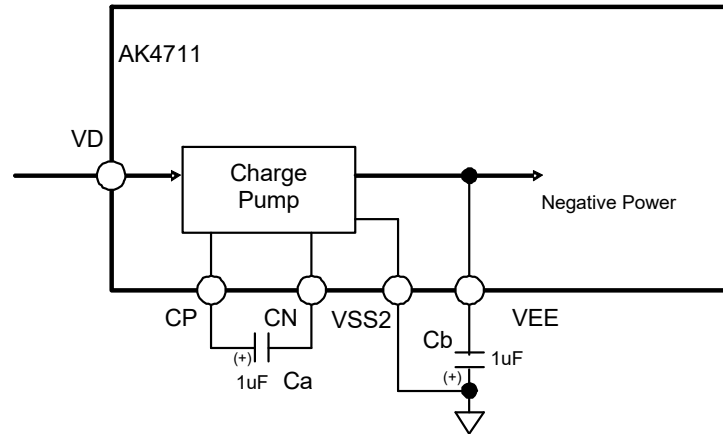 AK4711
VD
Charge
Pump
Negative Power
CP
CN
VSS2
VEE
Cb
(+)
1uF
Ca
1uF
(+)